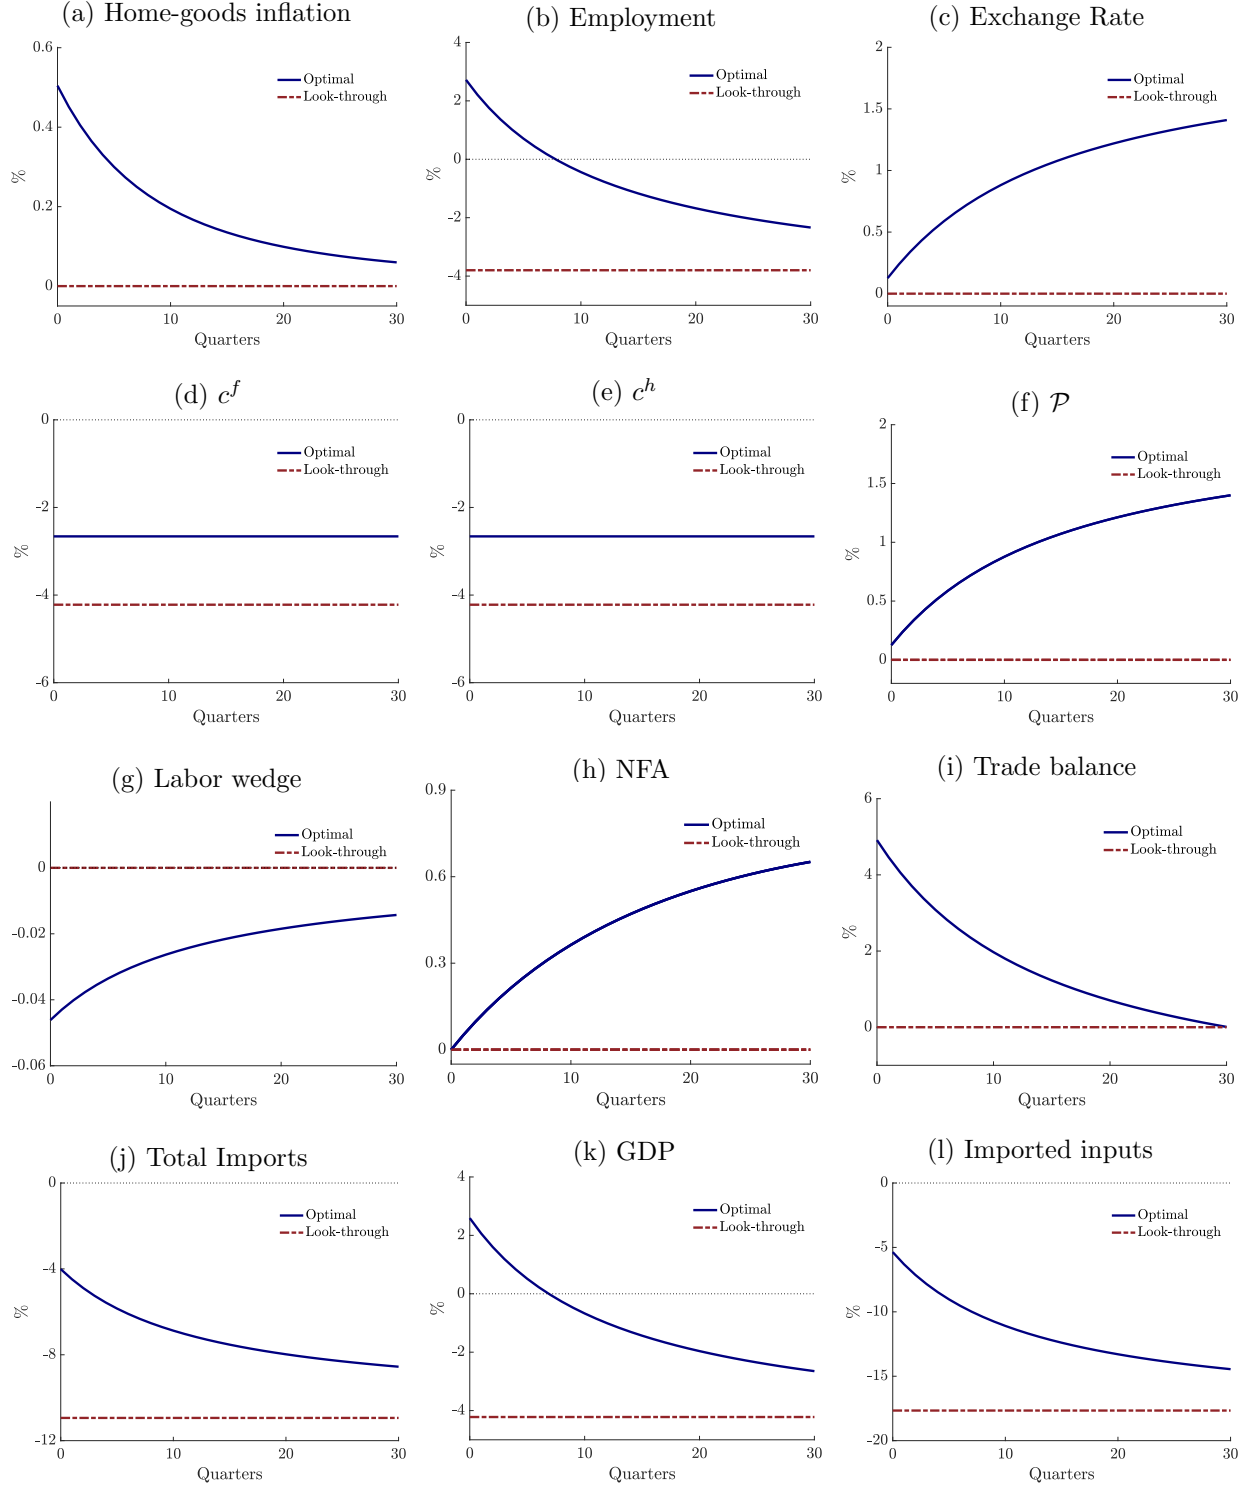 (a) Home-goods inflation
0.6
0.4
0.2
0
%
Optimal
Look-through
0 10 20 30
Quarters
(b) Employment
4
2
0
-2
-4
%
Optimal
Look-through
0 10 20 30
Quarters
(c) Exchange Rate
2
1.5
1
0.5
0
%
Optimal
Look-through
0 10 20 30
Quarters
(d) c^f
0
-2
-4
-6
%
Optimal
Look-through
0 10 20 30
Quarters
(e) c^h
0
-2
-4
-6
%
Optimal
Look-through
0 10 20 30
Quarters
(f) 𝒫
2
1.5
1
0.5
0
%
Optimal
Look-through
0 10 20 30
Quarters
(g) Labor wedge
0
-0.02
-0.04
-0.06
Optimal
Look-through
0 10 20 30
Quarters
(h) NFA
0.9
0.6
0.3
0
Optimal
Look-through
0 10 20 30
Quarters
(i) Trade balance
6
4
2
0
%
Optimal
Look-through
0 10 20 30
Quarters
(j) Total Imports
0
-4
-8
-12
%
Optimal
Look-through
0 10 20 30
Quarters
(k) GDP
4
2
0
-2
-4
%
Optimal
Look-through
0 10 20 30
Quarters
(l) Imported inputs
0
-5
-10
-15
-20
%
Optimal
Look-through
0 10 20 30
Quarters